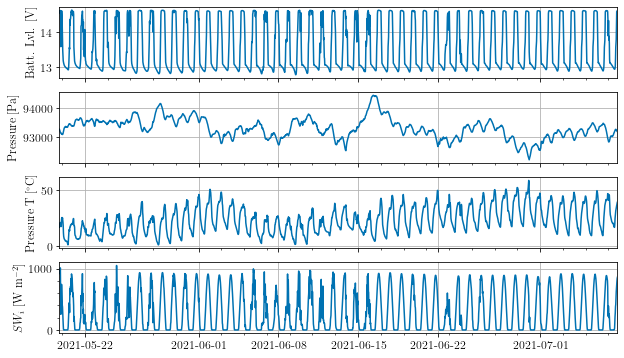 Batt. Lvl. [V]
14
13
Pressure [Pa]
94000
93000
Pressure T [°C]
50
0
SWᵢ [W m⁻²]
1000
0
2021-05-22 2021-06-01 2021-06-08 2021-06-15 2021-06-22 2021-07-01